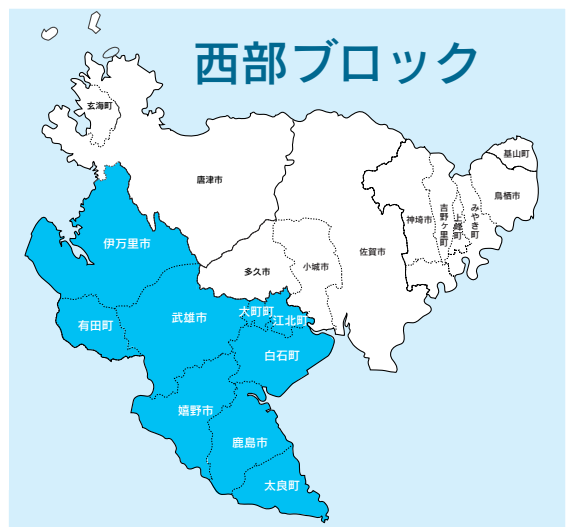 西部ブロック
玄海町
唐津市
基山町
鳥栖市
みやき町
上峰町
吉野ヶ里町
神埼市
佐賀市
小城市
多久市
伊万里市
有田町
武雄市
大町町
江北町
白石町
嬉野市
鹿島市
太良町